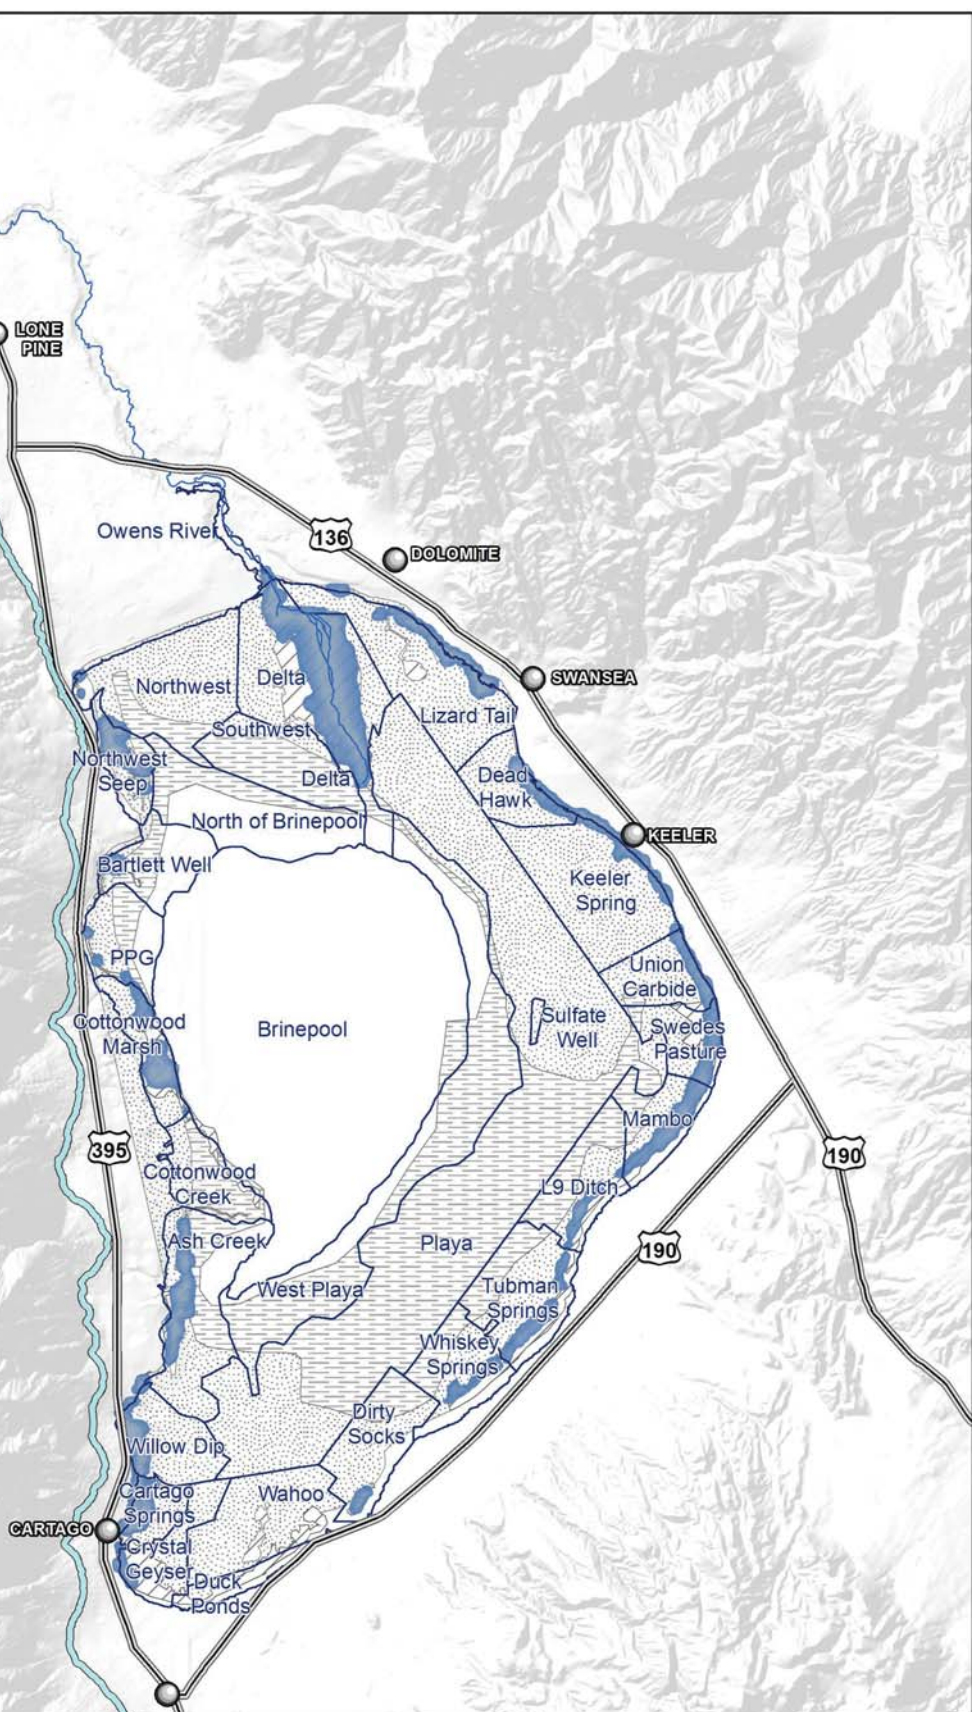 LONE
PINE
Owens River
136
DOLOMITE
SWANSEA
Northwest
Delta
Lizard Tail
Southwest
Northwest
Seep
Delta
Dead
Hawk
North of Brinepool
KEELER
Bartlett Well
Keeler
Spring
PPG
Union
Carbide
Cottonwood
Marsh
Brinepool
Sulfate
Well
Swedes
Pasture
Mambo
395
190
Cottonwood
Creek
L9 Ditch
Ash Creek
Playa
190
West Playa
Tubman
Springs
Whiskey
Springs
Dirty
Socks
Willow Dip
Cartago
Springs
Wahoo
CARTAGO
Crystal
Geyser
Duck
Ponds